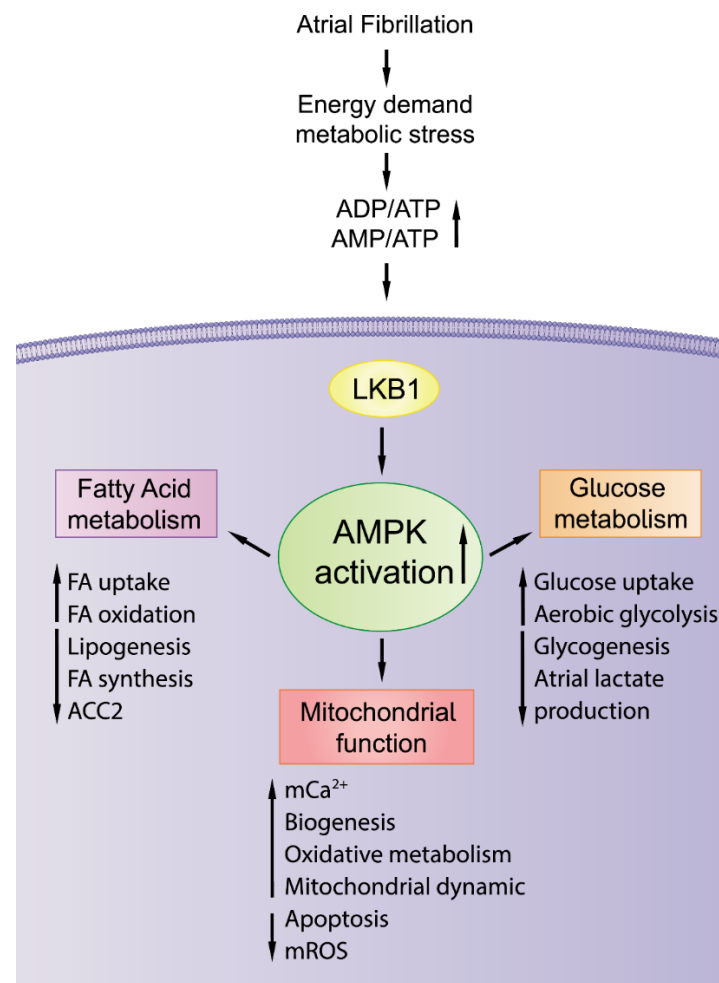 Atrial Fibrillation
Energy demand
metabolic stress
ADP/ATP
AMP/ATP
LKB1
Fatty Acid
metabolism
Glucose
metabolism
AMPK
activation
FA uptake
FA oxidation
Lipogenesis
FA synthesis
ACC2
Glucose uptake
Aerobic glycolysis
Glycogenesis
Atrial lactate
production
Mitochondrial
function
mCa²⁺
Biogenesis
Oxidative metabolism
Mitochondrial dynamic
Apoptosis
mROS